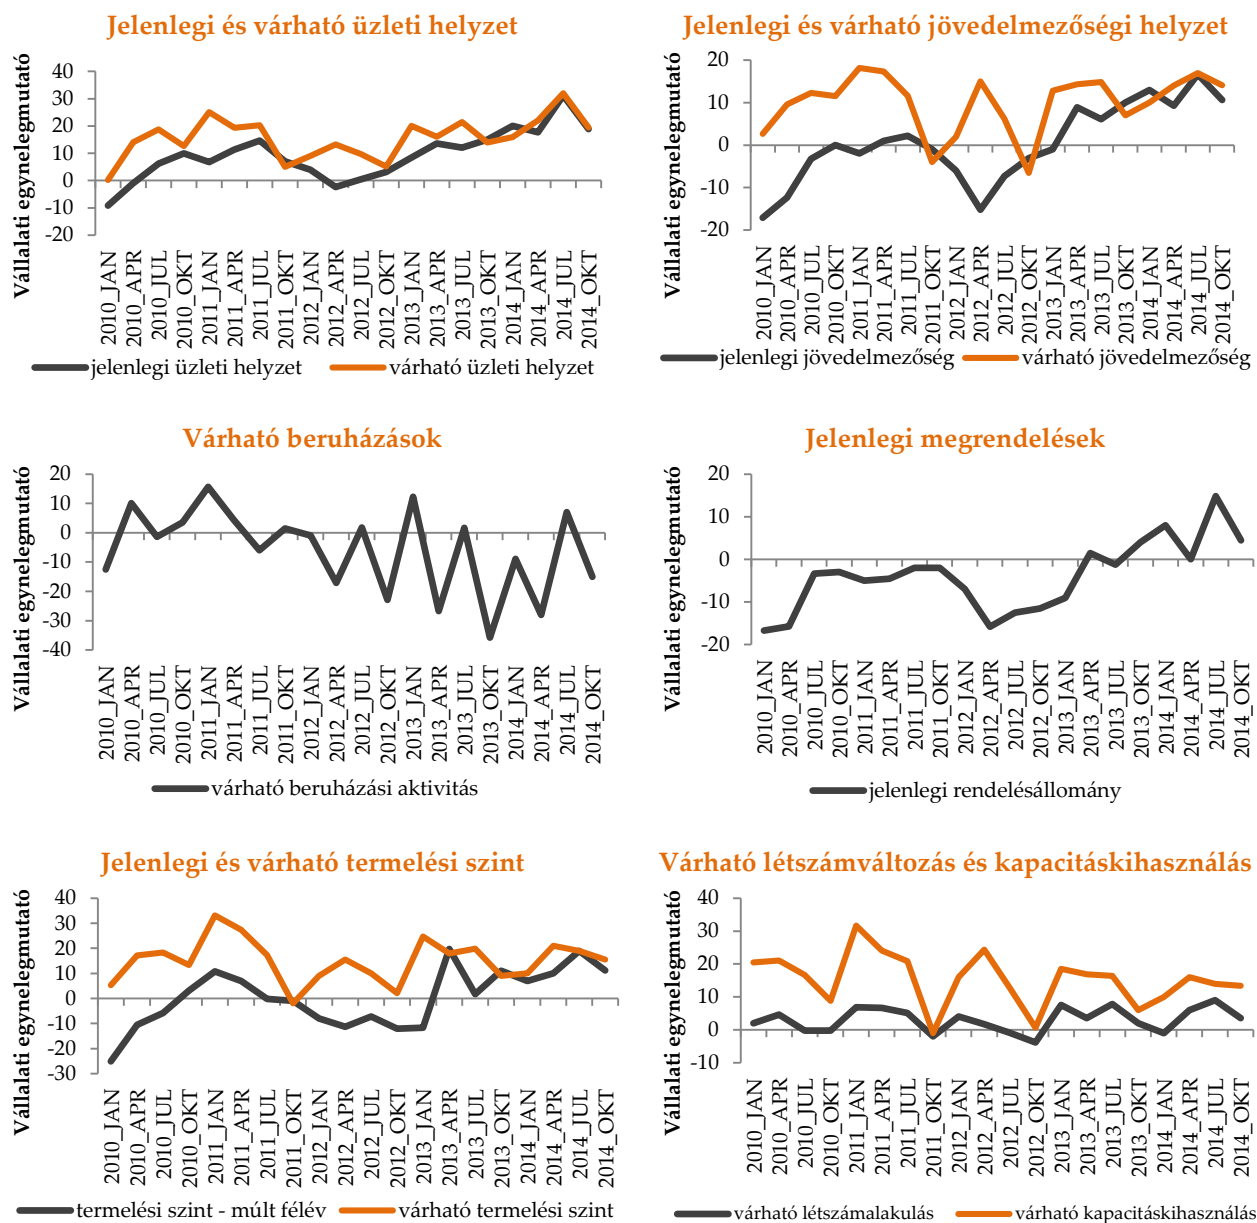 Jelenlegi és várható üzleti helyzet
Vállalati egynelegmutató
40
30
20
10
0
-10
-20
2010_JAN
2010_APR
2010_JUL
2010_OKT
2011_JAN
2011_APR
2011_JUL
2011_OKT
2012_JAN
2012_APR
2012_JUL
2012_OKT
2013_JAN
2013_APR
2013_JUL
2013_OKT
2014_JAN
2014_APR
2014_JUL
2014_OKT
jelenlegi üzleti helyzet
várható üzleti helyzet
Jelenlegi és várható jövedelmezőségi helyzet
Vállalati egynelegmutató
20
10
0
-10
-20
2010_JAN
2010_APR
2010_JUL
2010_OKT
2011_JAN
2011_APR
2011_JUL
2011_OKT
2012_JAN
2012_APR
2012_JUL
2012_OKT
2013_JAN
2013_APR
2013_JUL
2013_OKT
2014_JAN
2014_APR
2014_JUL
2014_OKT
jelenlegi jövedelmezőség
várható jövedelmezőség
Várható beruházások
Vállalati egynelegmutató
20
10
0
-10
-20
-30
-40
2010_JAN
2010_APR
2010_JUL
2010_OKT
2011_JAN
2011_APR
2011_JUL
2011_OKT
2012_JAN
2012_APR
2012_JUL
2012_OKT
2013_JAN
2013_APR
2013_JUL
2013_OKT
2014_JAN
2014_APR
2014_JUL
2014_OKT
várható beruházási aktivitás
Jelenlegi megrendelések
Vállalati egynelegmutató
20
10
0
-10
-20
2010_JAN
2010_APR
2010_JUL
2010_OKT
2011_JAN
2011_APR
2011_JUL
2011_OKT
2012_JAN
2012_APR
2012_JUL
2012_OKT
2013_JAN
2013_APR
2013_JUL
2013_OKT
2014_JAN
2014_APR
2014_JUL
2014_OKT
jelenlegi rendelésállomány
Jelenlegi és várható termelési szint
Vállalati egynelegmutató
40
30
20
10
0
-10
-20
-30
2010_JAN
2010_APR
2010_JUL
2010_OKT
2011_JAN
2011_APR
2011_JUL
2011_OKT
2012_JAN
2012_APR
2012_JUL
2012_OKT
2013_JAN
2013_APR
2013_JUL
2013_OKT
2014_JAN
2014_APR
2014_JUL
2014_OKT
termelési szint - múlt félév
várható termelési szint
Várható létszámváltozás és kapacitáskihasználás
Vállalati egynelegmutató
40
30
20
10
0
-10
2010_JAN
2010_APR
2010_JUL
2010_OKT
2011_JAN
2011_APR
2011_JUL
2011_OKT
2012_JAN
2012_APR
2012_JUL
2012_OKT
2013_JAN
2013_APR
2013_JUL
2013_OKT
2014_JAN
2014_APR
2014_JUL
2014_OKT
várható létszámalakulás
várható kapacitáskihasználás